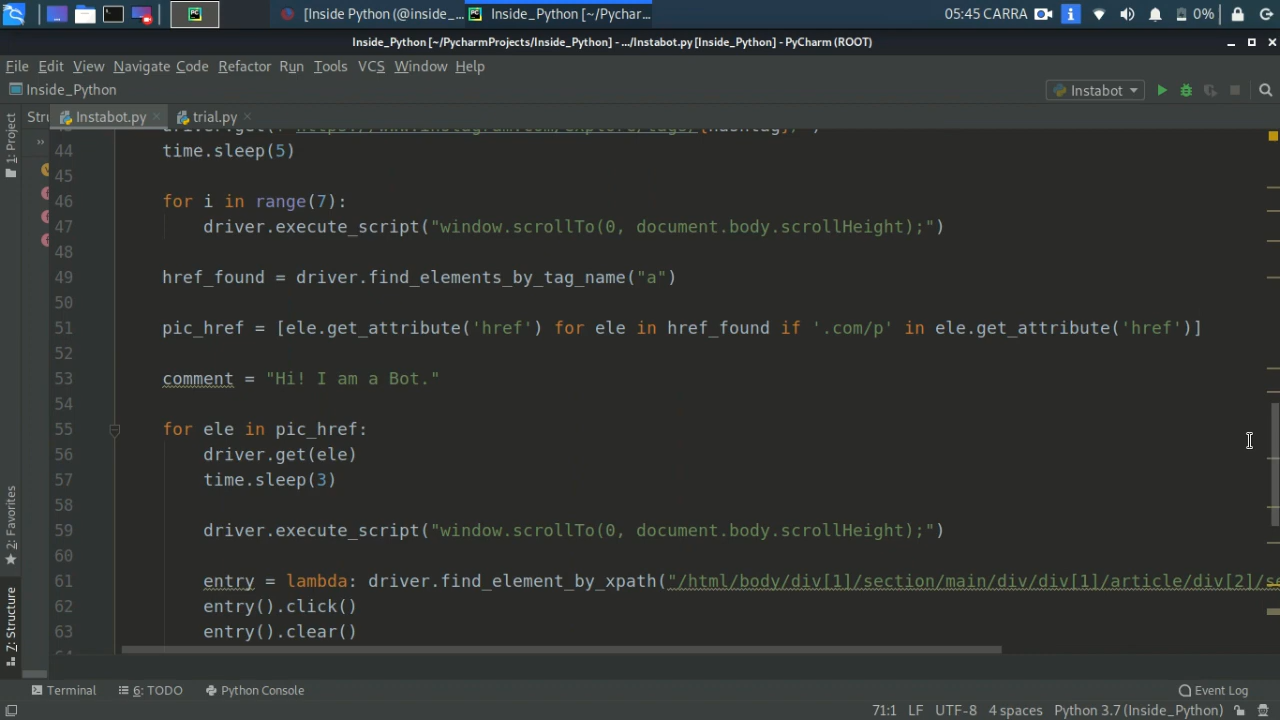 [Inside Python (@inside_...
Inside_Python [~/Pychar...
05:45 CARRA
0%
Inside_Python [~/PycharmProjects/Inside_Python] - .../Instabot.py [Inside_Python] - PyCharm (ROOT)
File Edit View Navigate Code Refactor Run Tools VCS Window Help
Inside_Python
Instabot
Instabot.py
trial.py
1: Project
44 time.sleep(5)
45
46 for i in range(7):
47 driver.execute_script("window.scrollTo(0, document.body.scrollHeight);")
48
49 href_found = driver.find_elements_by_tag_name("a")
50
51 pic_href = [ele.get_attribute('href') for ele in href_found if '.com/p' in ele.get_attribute('href')]
52
53 comment = "Hi! I am a Bot."
54
55 for ele in pic_href:
56 driver.get(ele)
57 time.sleep(3)
58
59 driver.execute_script("window.scrollTo(0, document.body.scrollHeight);")
60
61 entry = lambda: driver.find_element_by_xpath("/html/body/div[1]/section/main/div/div[1]/article/div[2]/se
62 entry().click()
63 entry().clear()
2: Favorites
7: Structure
Terminal
6: TODO
Python Console
Event Log
71:1 LF UTF-8 4 spaces Python 3.7 (Inside_Python)